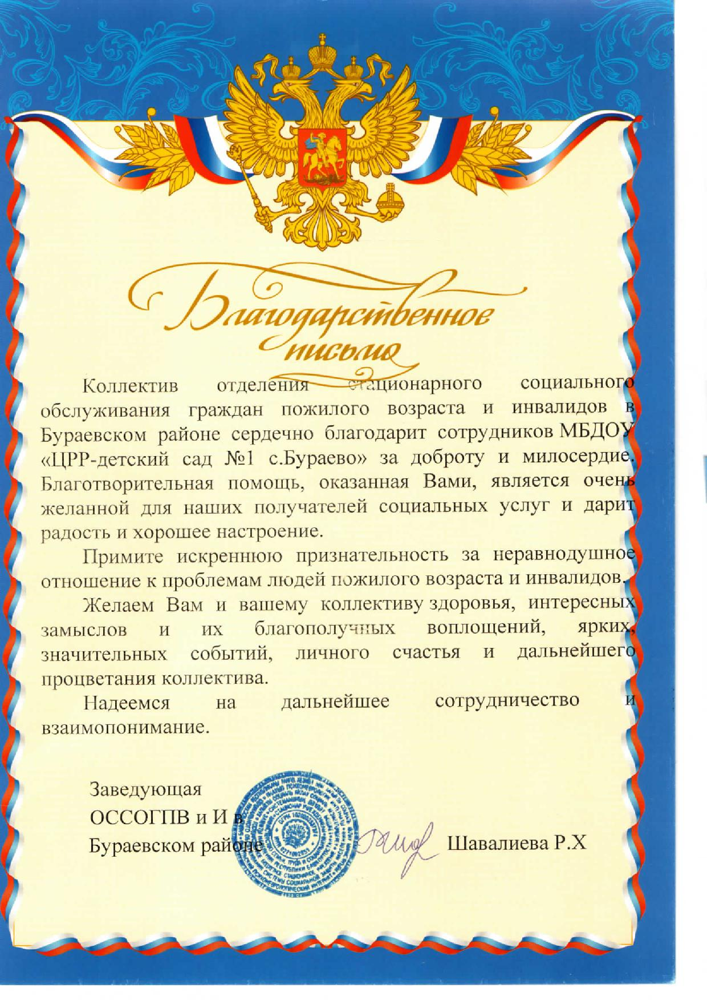 Благодарственное
письмо
Коллектив отделения стационарного социального
обслуживания граждан пожилого возраста и инвалидов в
Бураевском районе сердечно благодарит сотрудников МБДОУ
«ЦРР-детский сад №1 с.Бураево» за доброту и милосердие.
Благотворительная помощь, оказанная Вами, является очень
желанной для наших получателей социальных услуг и дарит
радость и хорошее настроение.
Примите искреннюю признательность за неравнодушное
отношение к проблемам людей пожилого возраста и инвалидов.
Желаем Вам и вашему коллективу здоровья, интересных
замыслов и их благополучных воплощений, ярких,
значительных событий, личного счастья и дальнейшего
процветания коллектива.
Надеемся на дальнейшее сотрудничество и
взаимопонимание.
Заведующая
ОССОГПВ и И в
Бураевском районе
Шавалиева Р.Х